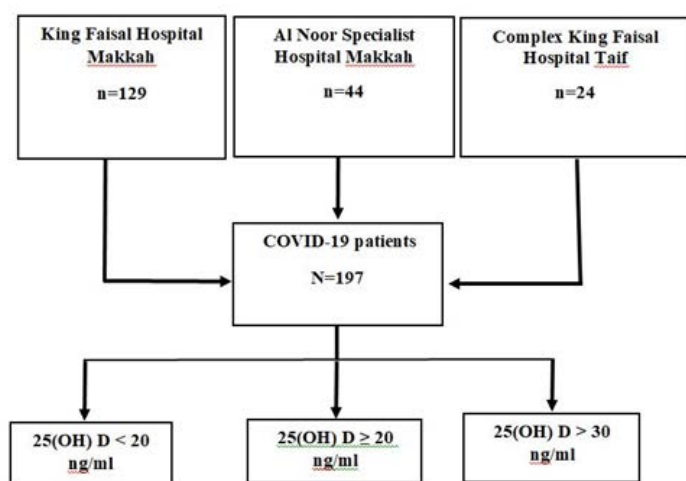 King Faisal Hospital
Makkah
n=129
Al Noor Specialist
Hospital Makkah
n=44
Complex King Faisal
Hospital Taif
n=24
COVID-19 patients
N=197
25(OH) D < 20
ng/ml
25(OH) D ≥ 20
ng/ml
25(OH) D > 30
ng/ml